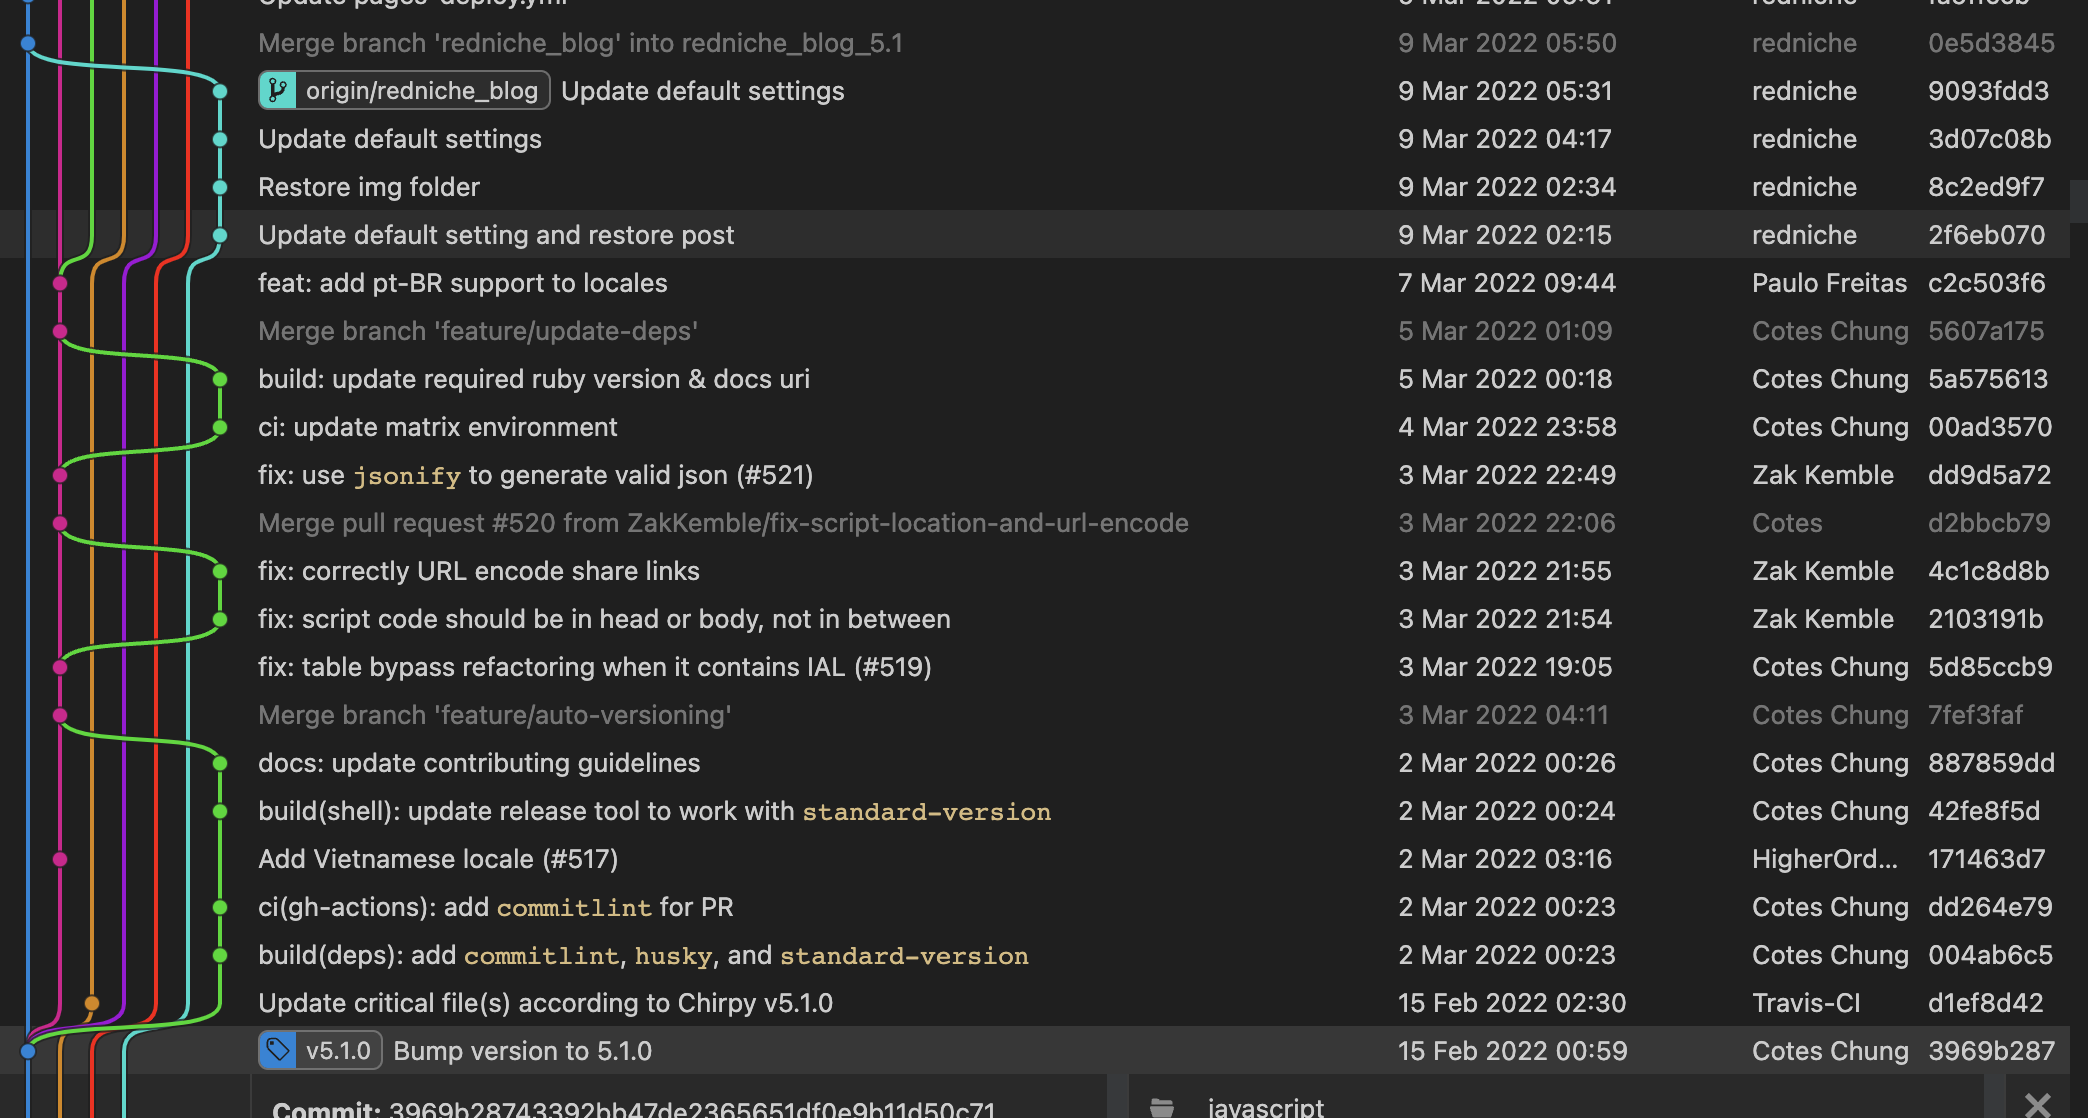 Update pages-deploy.yml
Merge branch 'redniche_blog' into redniche_blog_5.1 9 Mar 2022 05:50 redniche 0e5d3845
origin/redniche_blog Update default settings 9 Mar 2022 05:31 redniche 9093fdd3
Update default settings 9 Mar 2022 04:17 redniche 3d07c08b
Restore img folder 9 Mar 2022 02:34 redniche 8c2ed9f7
Update default setting and restore post 9 Mar 2022 02:15 redniche 2f6eb070
feat: add pt-BR support to locales 7 Mar 2022 09:44 Paulo Freitas c2c503f6
Merge branch 'feature/update-deps' 5 Mar 2022 01:09 Cotes Chung 5607a175
build: update required ruby version & docs uri 5 Mar 2022 00:18 Cotes Chung 5a575613
ci: update matrix environment 4 Mar 2022 23:58 Cotes Chung 00ad3570
fix: use jsonify to generate valid json (#521) 3 Mar 2022 22:49 Zak Kemble dd9d5a72
Merge pull request #520 from ZakKemble/fix-script-location-and-url-encode 3 Mar 2022 22:06 Cotes d2bbcb79
fix: correctly URL encode share links 3 Mar 2022 21:55 Zak Kemble 4c1c8d8b
fix: script code should be in head or body, not in between 3 Mar 2022 21:54 Zak Kemble 2103191b
fix: table bypass refactoring when it contains IAL (#519) 3 Mar 2022 19:05 Cotes Chung 5d85ccb9
Merge branch 'feature/auto-versioning' 3 Mar 2022 04:11 Cotes Chung 7fef3faf
docs: update contributing guidelines 2 Mar 2022 00:26 Cotes Chung 887859dd
build(shell): update release tool to work with standard-version 2 Mar 2022 00:24 Cotes Chung 42fe8f5d
Add Vietnamese locale (#517) 2 Mar 2022 03:16 HigherOrd... 171463d7
ci(gh-actions): add commitlint for PR 2 Mar 2022 00:23 Cotes Chung dd264e79
build(deps): add commitlint, husky, and standard-version 2 Mar 2022 00:23 Cotes Chung 004ab6c5
Update critical file(s) according to Chirpy v5.1.0 15 Feb 2022 02:30 Travis-CI d1ef8d42
v5.1.0 Bump version to 5.1.0 15 Feb 2022 00:59 Cotes Chung 3969b287
Commit: 3969b28743392bb47de2365651df0e9b11d50c71 javascript